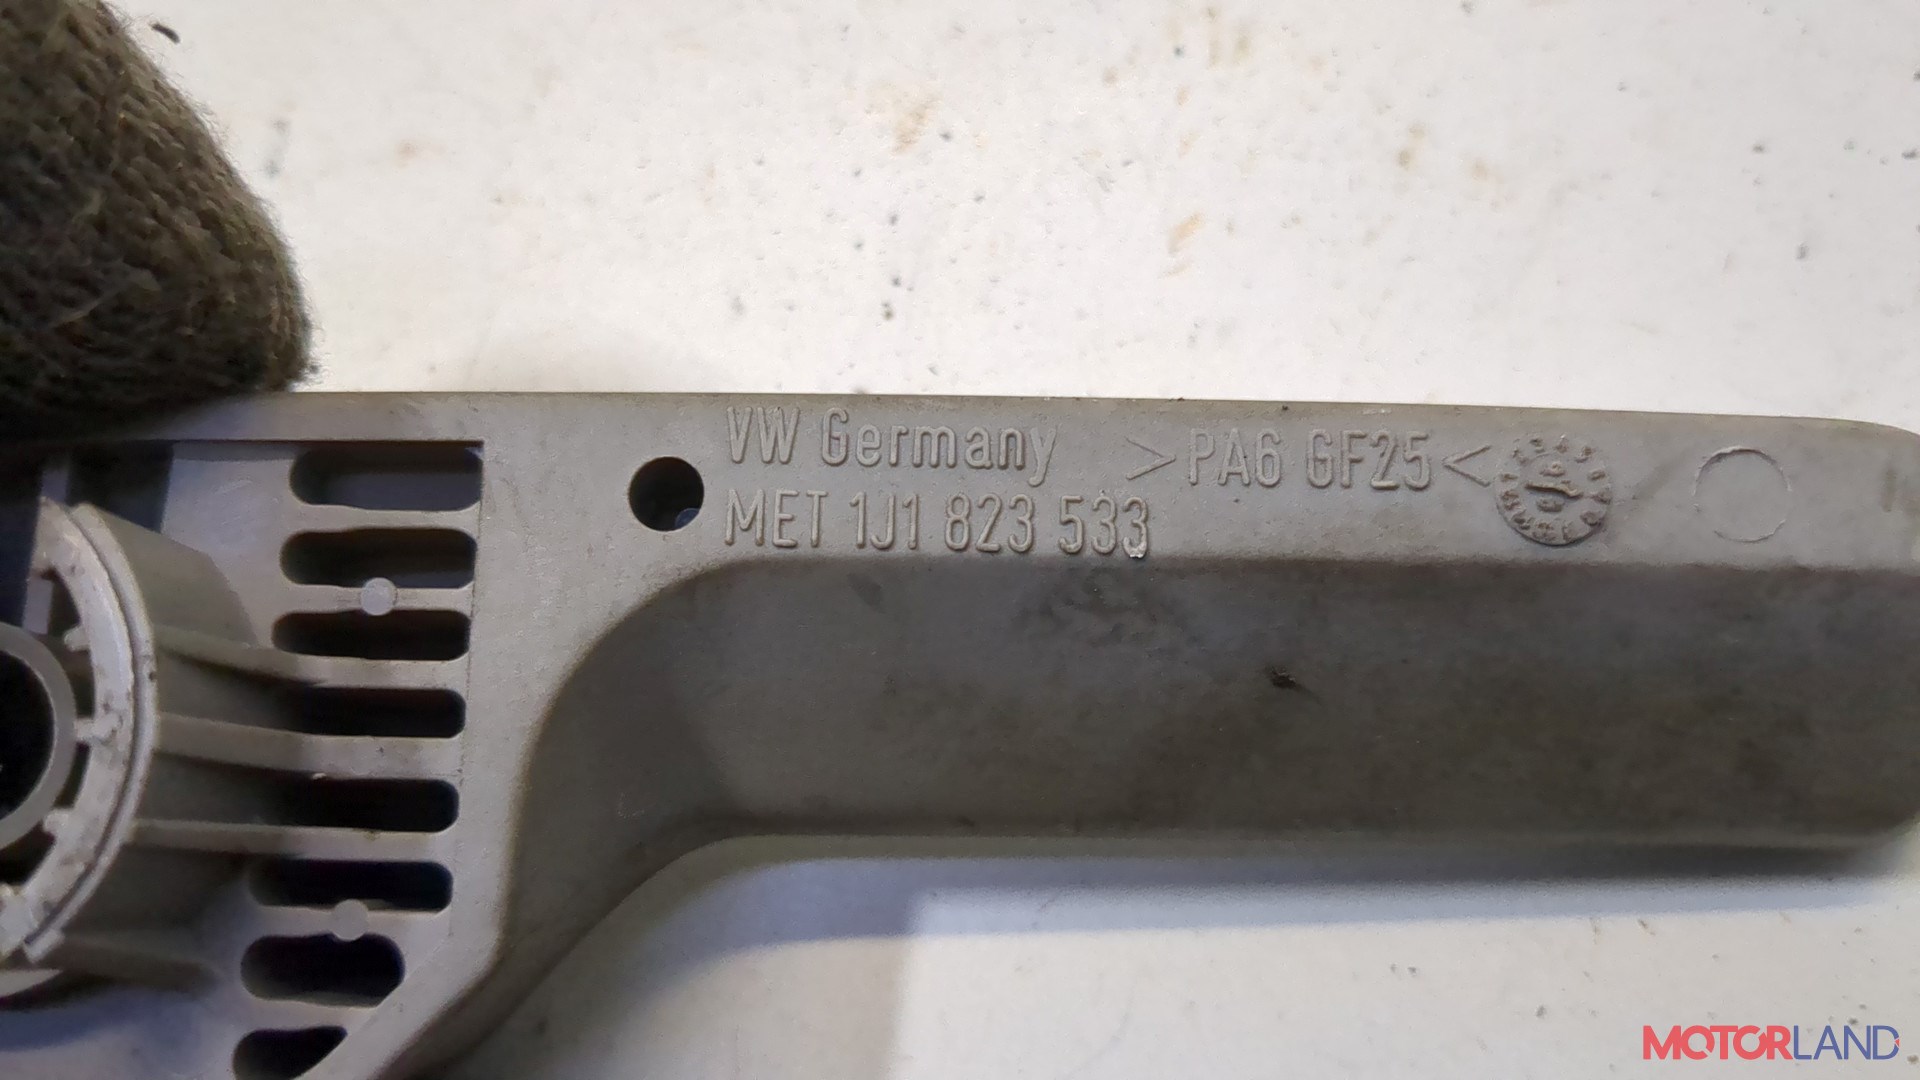 VW Germany >PA6 GF25<
MET 1J1 823 533
MOTORLAND